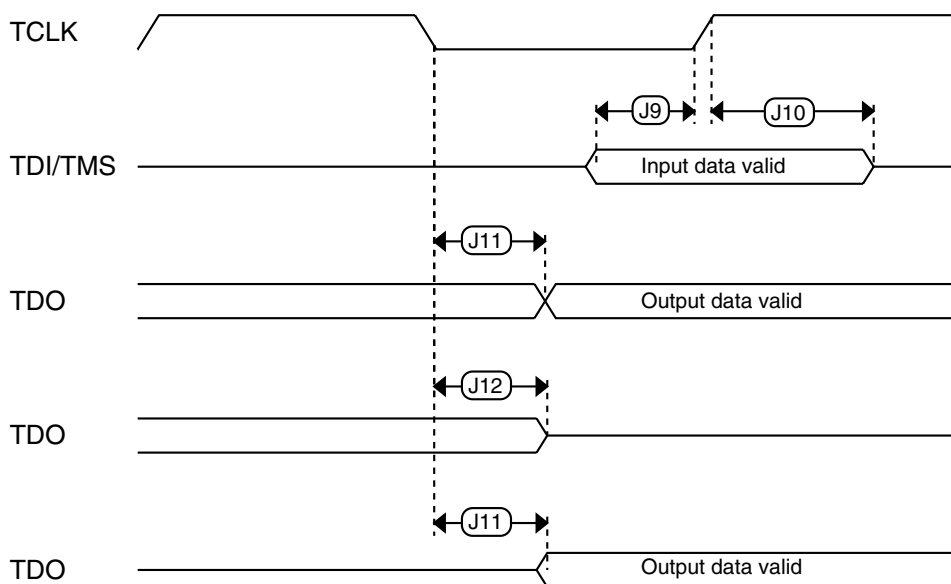 TCLK
J9
J10
TDI/TMS
Input data valid
J11
TDO
Output data valid
J12
TDO
J11
TDO
Output data valid